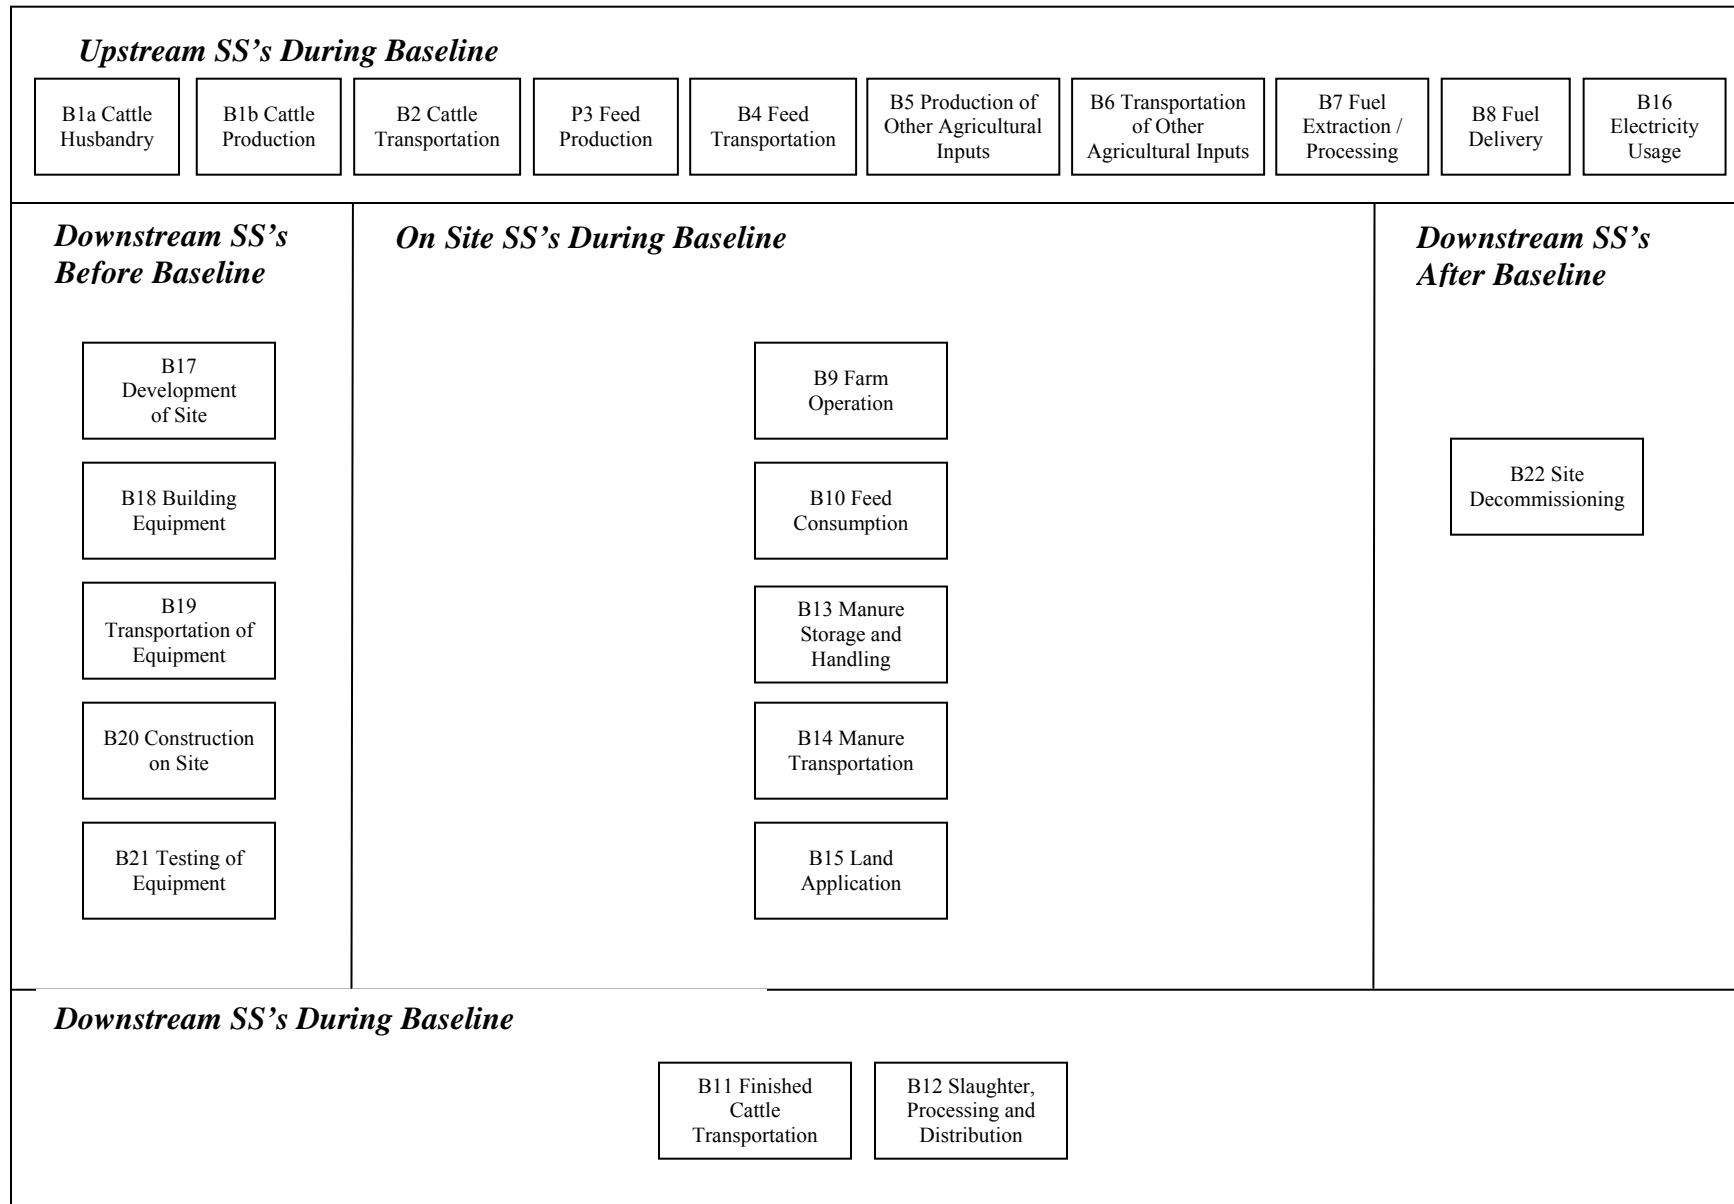 Upstream SS’s During Baseline
B1a Cattle
Husbandry
B1b Cattle
Production
B2 Cattle
Transportation
P3 Feed
Production
B4 Feed
Transportation
B5 Production of
Other Agricultural
Inputs
B6 Transportation
of Other
Agricultural Inputs
B7 Fuel
Extraction /
Processing
B8 Fuel
Delivery
B16
Electricity
Usage
Downstream SS’s
Before Baseline
B17
Development
of Site
B18 Building
Equipment
B19
Transportation of
Equipment
B20 Construction
on Site
B21 Testing of
Equipment
On Site SS’s During Baseline
B9 Farm
Operation
B10 Feed
Consumption
B13 Manure
Storage and
Handling
B14 Manure
Transportation
B15 Land
Application
Downstream SS’s
After Baseline
B22 Site
Decommissioning
Downstream SS’s During Baseline
B11 Finished
Cattle
Transportation
B12 Slaughter,
Processing and
Distribution